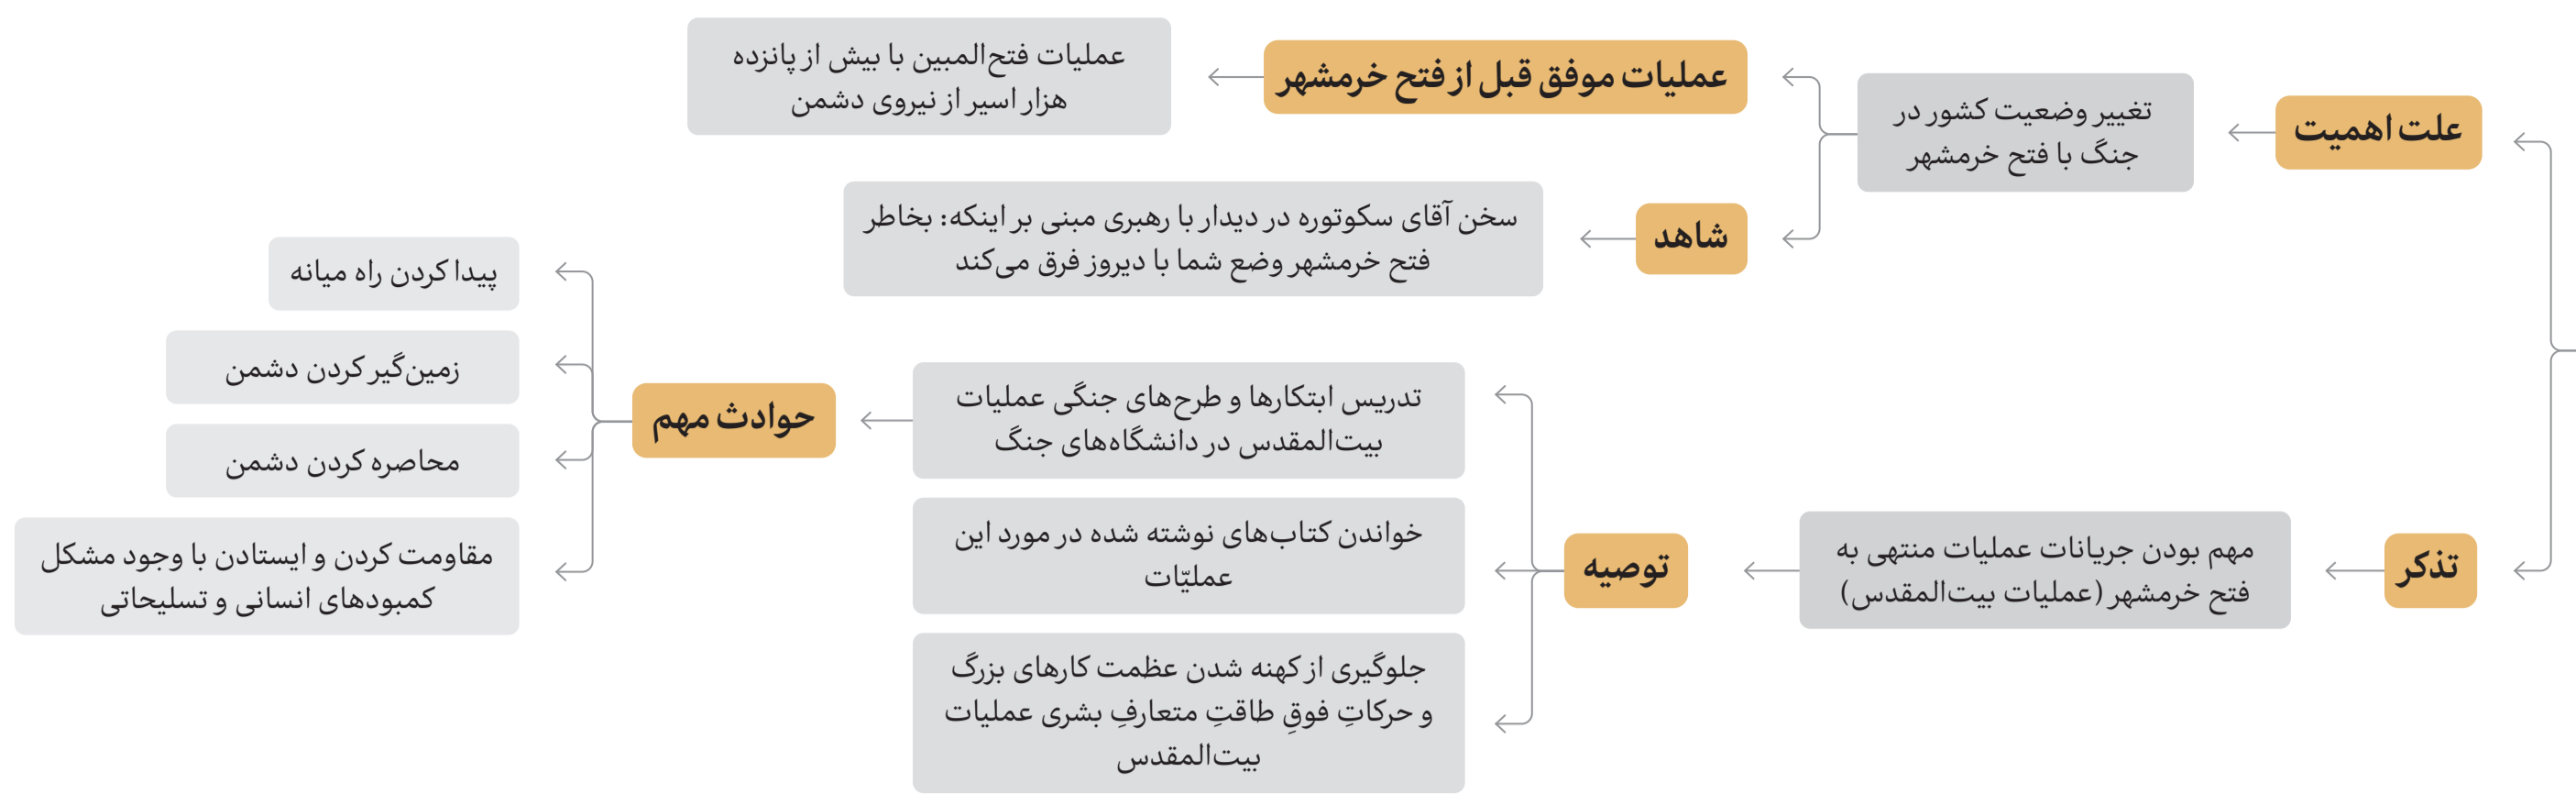 علت اهمیت
تغییر وضعیت کشور در
جنگ با فتح خرمشهر
عملیات موفق قبل از فتح خرمشهر
عملیات فتح‌المبین با بیش از پانزده
هزار اسیر از نیروی دشمن
شاهد
سخن آقای سکوتوره در دیدار با رهبری مبنی بر اینکه: بخاطر
فتح خرمشهر وضع شما با دیروز فرق می‌کند
تذکر
مهم بودن جریانات عملیات منتهی به
فتح خرمشهر (عملیات بیت‌المقدس)
توصیه
تدریس ابتکارها و طرح‌های جنگی عملیات
بیت‌المقدس در دانشگاه‌های جنگ
حوادث مهم
پیدا کردن راه میانه
زمین‌گیر کردن دشمن
محاصره کردن دشمن
مقاومت کردن و ایستادن با وجود مشکل
کمبودهای انسانی و تسلیحاتی
خواندن کتاب‌های نوشته شده در مورد این
عملیّات
جلوگیری از کهنه شدن عظمت کارهای بزرگ
و حرکاتِ فوقِ طاقتِ متعارفِ بشری عملیات
بیت‌المقدس